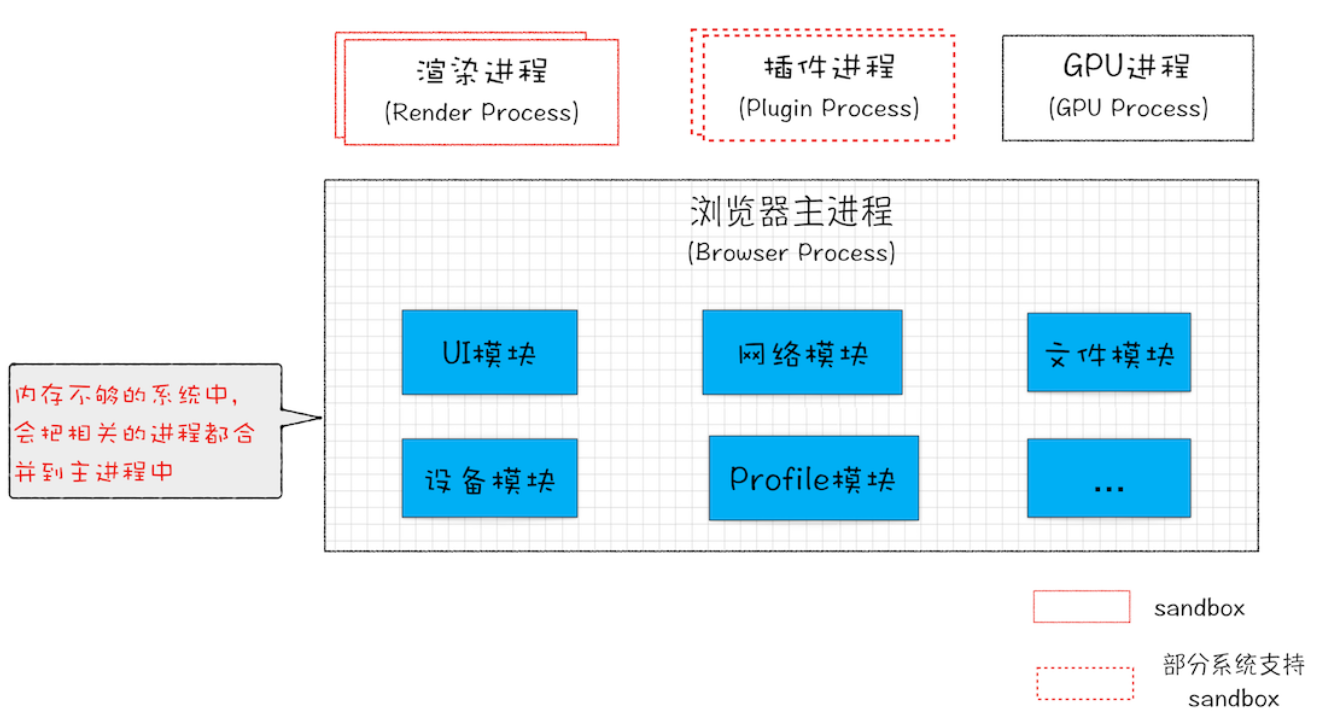 渲染进程
(Render Process)
插件进程
(Plugin Process)
GPU进程
(GPU Process)
浏览器主进程
(Browser Process)
UI模块
网络模块
文件模块
内存不够的系统中,
会把相关的进程都合
并到主进程中
设备模块
Profile模块
...
sandbox
部分系统支持
sandbox